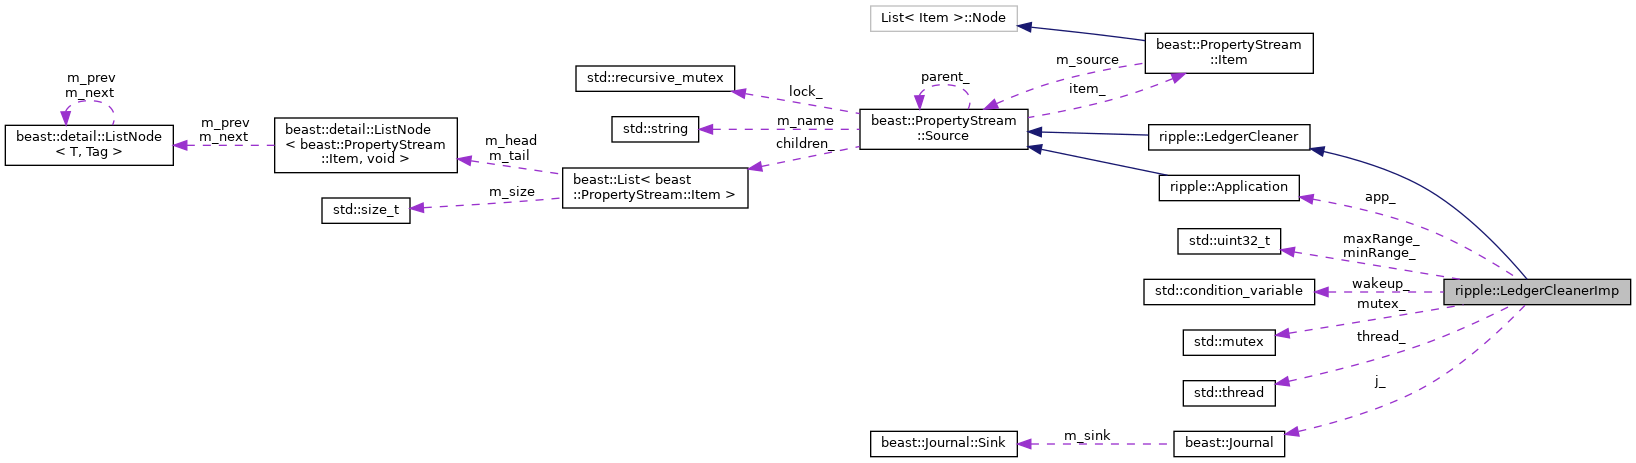 List< Item >::Node
beast::PropertyStream
::Item
m_source
item_
parent_
std::recursive_mutex
lock_
m_prev
m_next
beast::detail::ListNode
< T, Tag >
m_prev
m_next
beast::detail::ListNode
< beast::PropertyStream
::Item, void >
m_head
m_tail
std::string
m_name
children_
beast::PropertyStream
::Source
ripple::LedgerCleaner
beast::List< beast
::PropertyStream::Item >
m_size
std::size_t
ripple::Application
app_
std::uint32_t
maxRange_
minRange_
std::condition_variable
wakeup_
ripple::LedgerCleanerImp
mutex_
std::mutex
thread_
std::thread
j_
beast::Journal::Sink
m_sink
beast::Journal